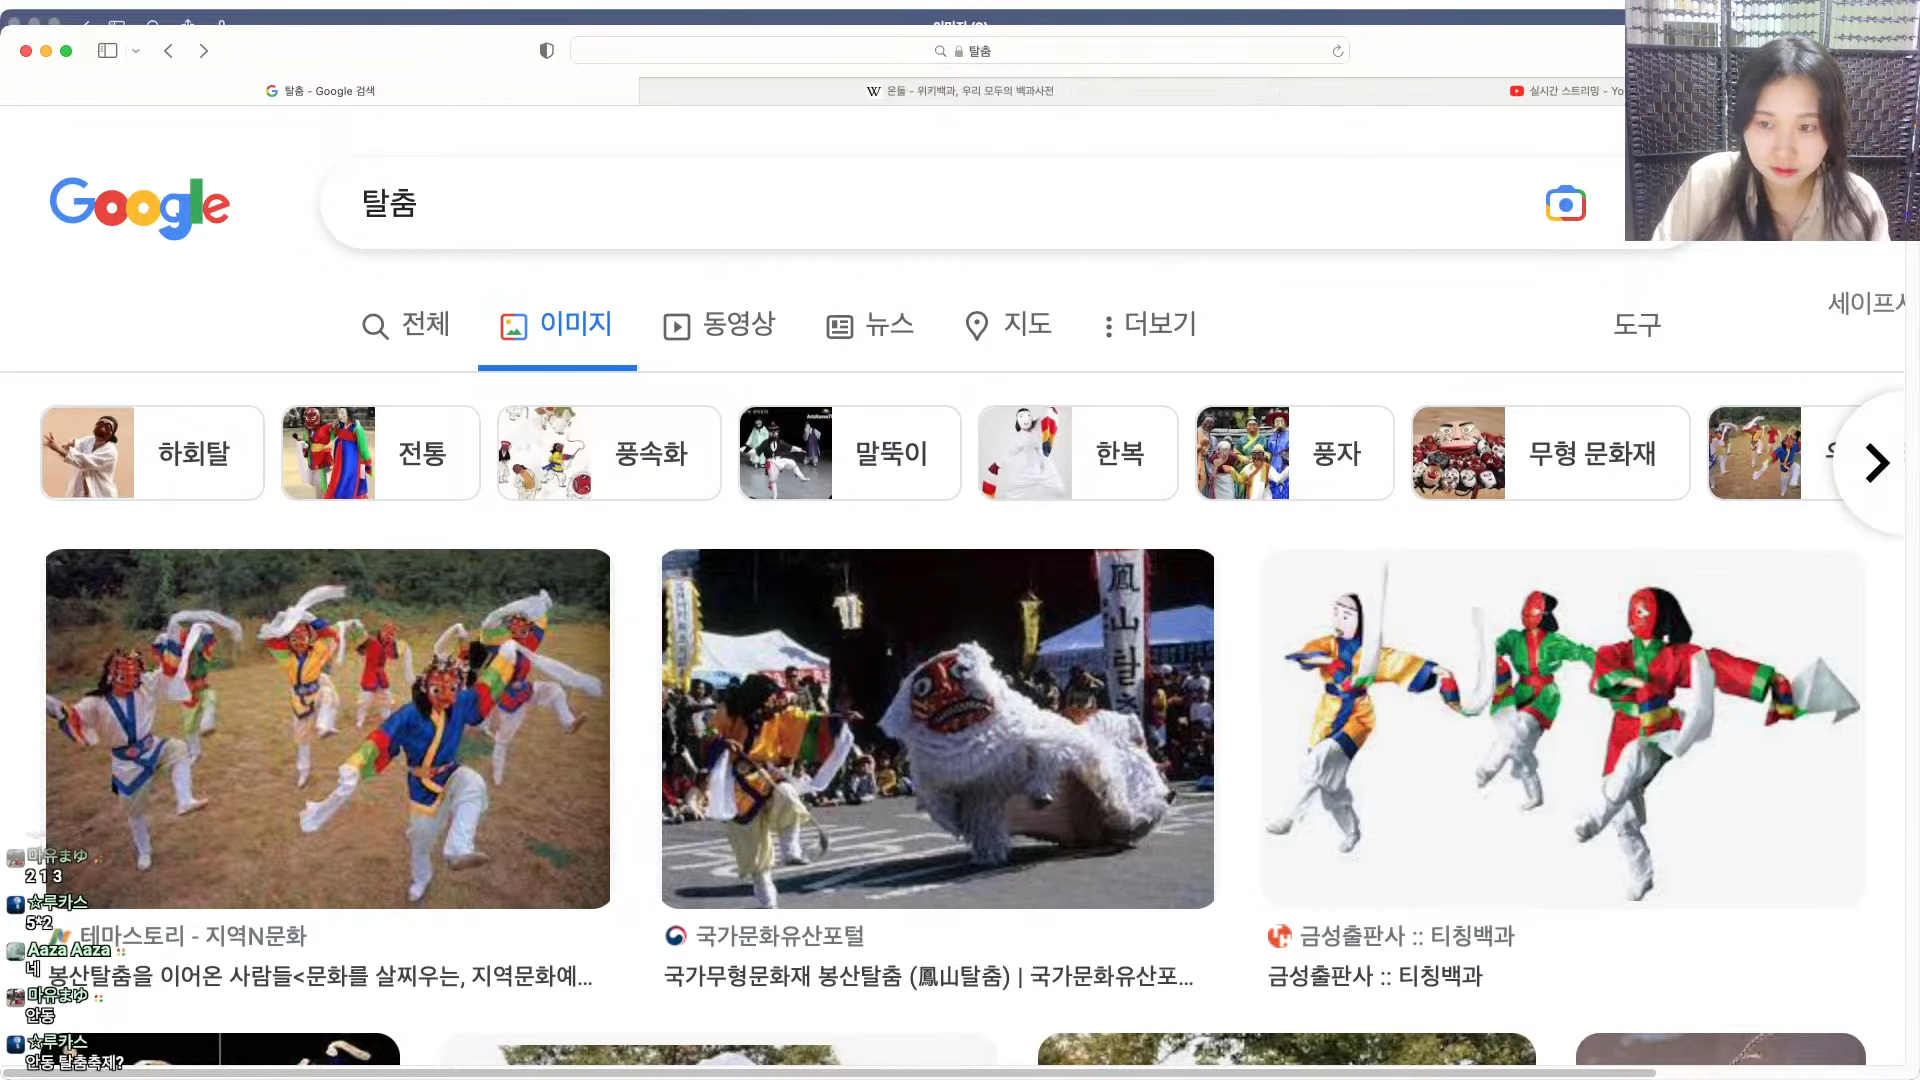 탈춤
탈춤 - Google 검색
온돌 - 위키백과, 우리 모두의 백과사전
실시간 스트리밍 - Yo
Google
탈춤
세이프
전체
이미지
동영상
뉴스
지도
더보기
도구
하회탈
전통
풍속화
말뚝이
한복
풍자
무형 문화재
鳳山탈춤
테마스토리 - 지역N문화
봉산탈춤을 이어온 사람들<문화를 살찌우는, 지역문화예...
국가문화유산포털
국가무형문화재 봉산탈춤 (鳳山탈춤) | 국가문화유산포...
금성출판사 :: 티칭백과
금성출판사 :: 티칭백과
마유まゆ
2 1 3
☆루카스
5*2
Aaza Aaza
네
마유まゆ
안동
☆루카스
안동 탈춤축제?